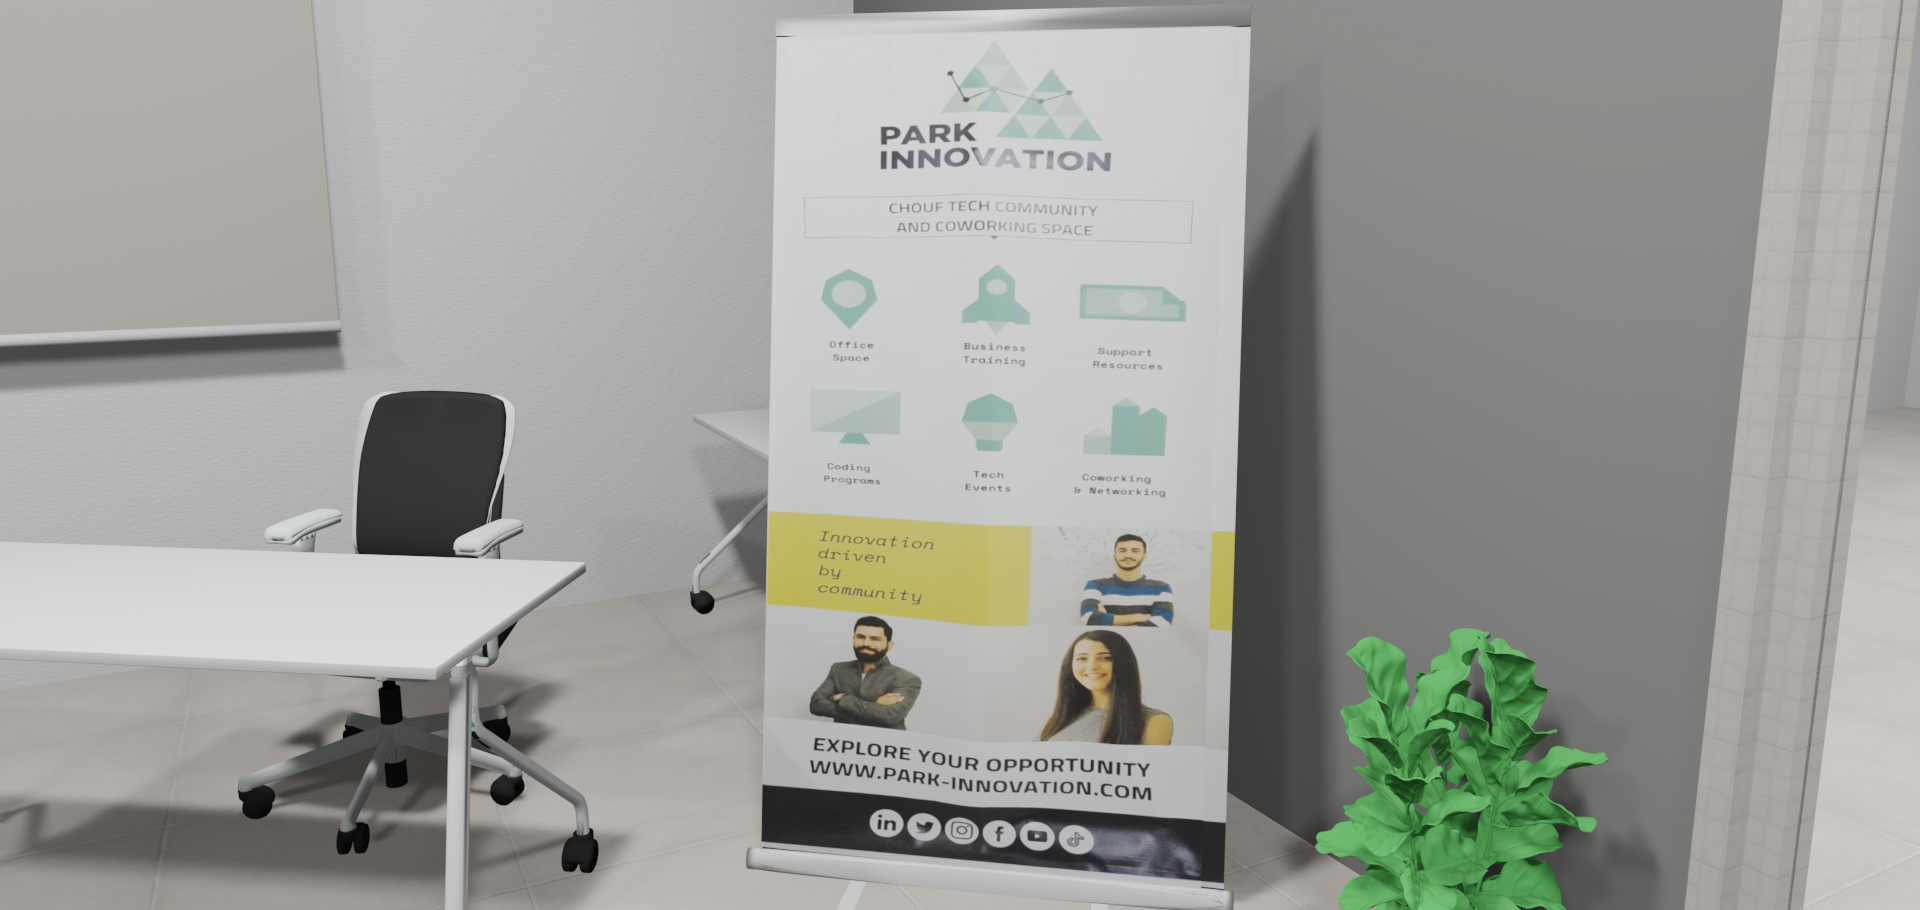 PARK
INNOVATION
CHOUF TECH COMMUNITY
AND COWORKING SPACE
Office
Space
Business
Training
Support
Resources
Coding
Programs
Tech
Events
Coworking
& Networking
Innovation
driven
by
community
EXPLORE YOUR OPPORTUNITY
WWW.PARK-INNOVATION.COM
in
f